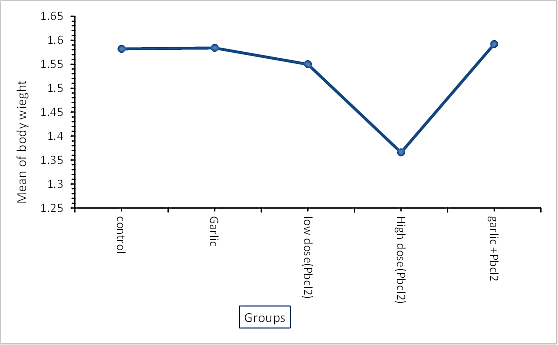 1.65
1.6
1.55
1.5
1.45
1.4
1.35
1.3
1.25
Mean of body wieght
control
Garlic
low dose(Pbcl2)
High dose(Pbcl2)
garlic +Pbcl2
Groups